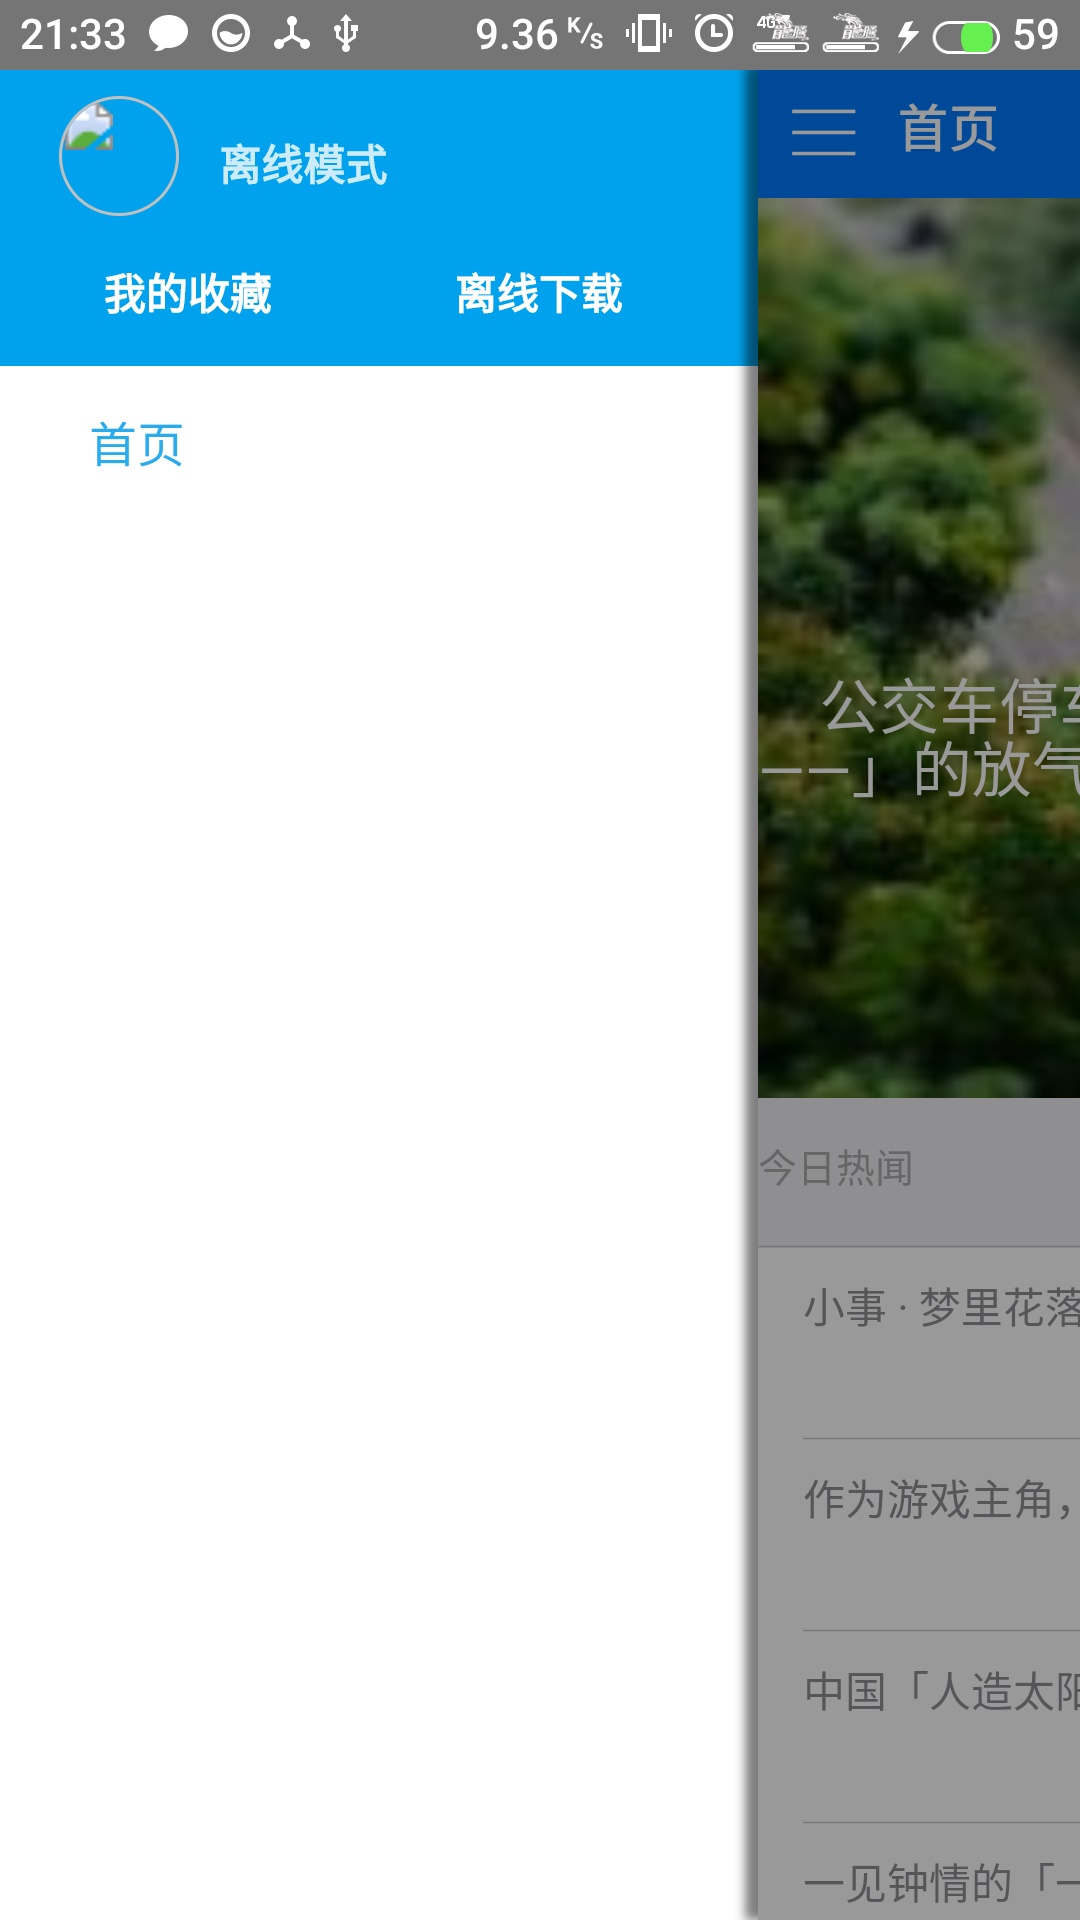 21:33 9.36 K/s 4G 59
首页
离线模式
我的收藏 离线下载
首页
公交车停
——」的放气
今日热闻
小事 · 梦里花落
作为游戏主角，
中国「人造太阳
一见钟情的「一